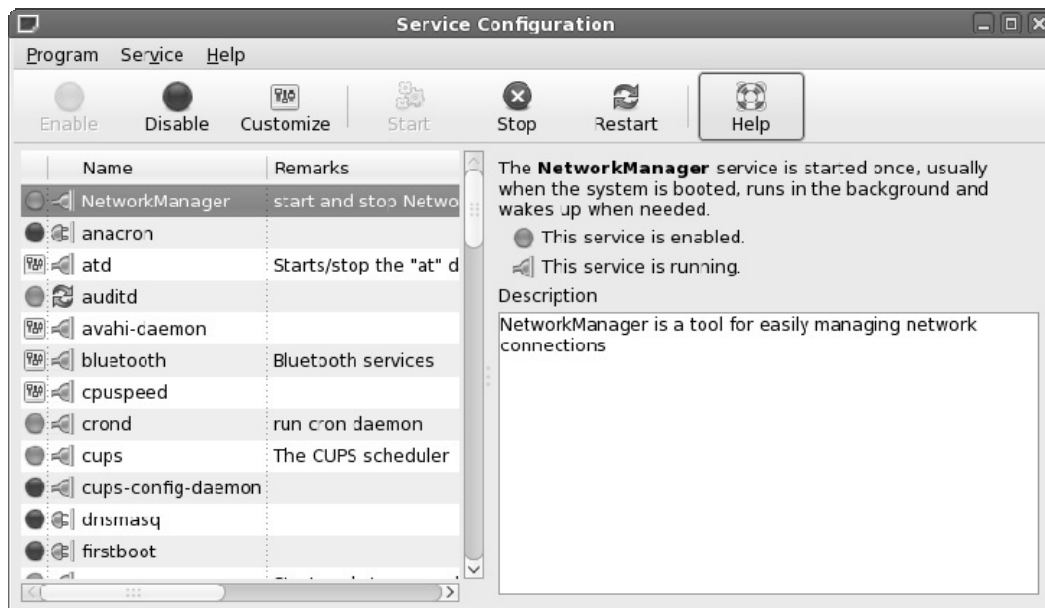 Service Configuration
Program Service Help
Enable Disable Customize Start Stop Restart Help
Name Remarks
NetworkManager start and stop Netwo
anacron
atd Starts/stop the "at" d
auditd
avahi-daemon
bluetooth Bluetooth services
cpuspeed
crond run cron daemon
cups The CUPS scheduler
cups-config-daemon
dnsmasq
firstboot
The NetworkManager service is started once, usually
when the system is booted, runs in the background and
wakes up when needed.
This service is enabled.
This service is running.
Description
NetworkManager is a tool for easily managing network
connections